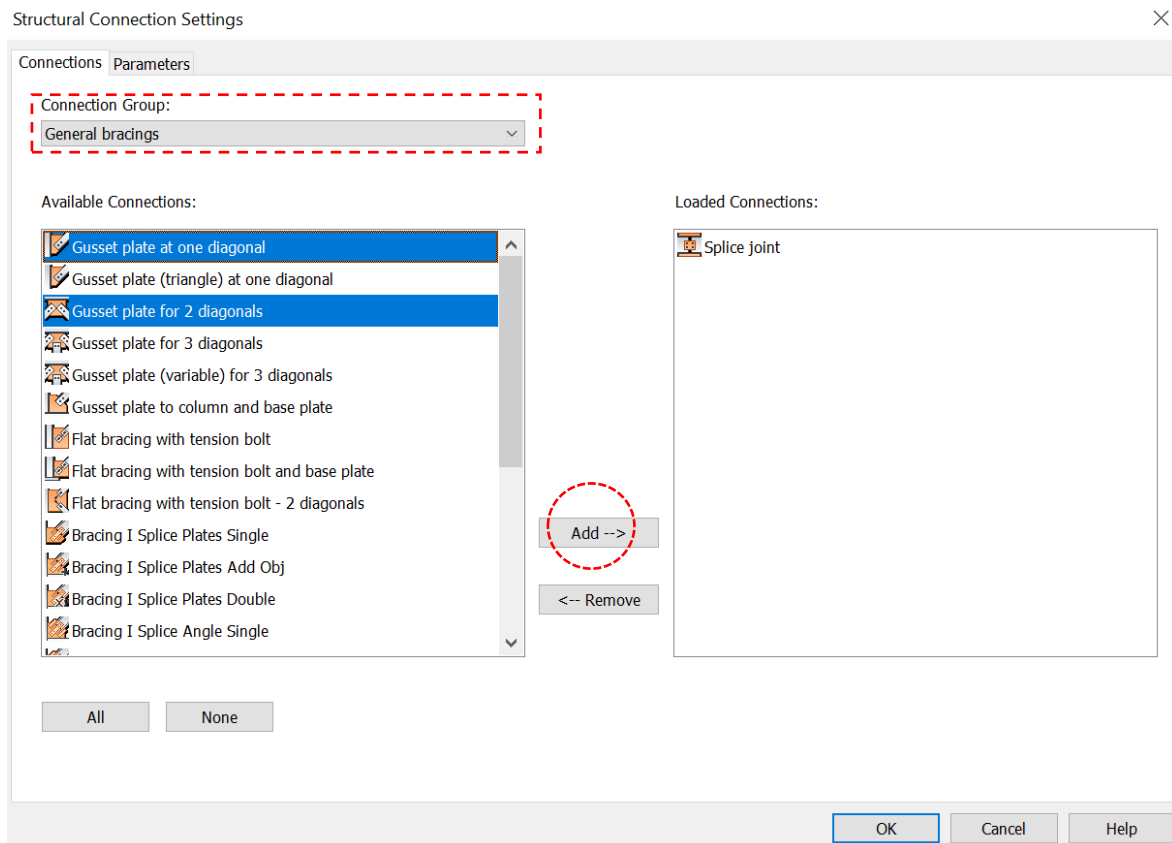 Structural Connection Settings
Connections
Parameters
Connection Group:
General bracings
Available Connections:
Gusset plate at one diagonal
Gusset plate (triangle) at one diagonal
Gusset plate for 2 diagonals
Gusset plate for 3 diagonals
Gusset plate (variable) for 3 diagonals
Gusset plate to column and base plate
Flat bracing with tension bolt
Flat bracing with tension bolt and base plate
Flat bracing with tension bolt - 2 diagonals
Bracing I Splice Plates Single
Bracing I Splice Plates Add Obj
Bracing I Splice Plates Double
Bracing I Splice Angle Single
Add -->
<-- Remove
Loaded Connections:
Splice joint
All
None
OK
Cancel
Help